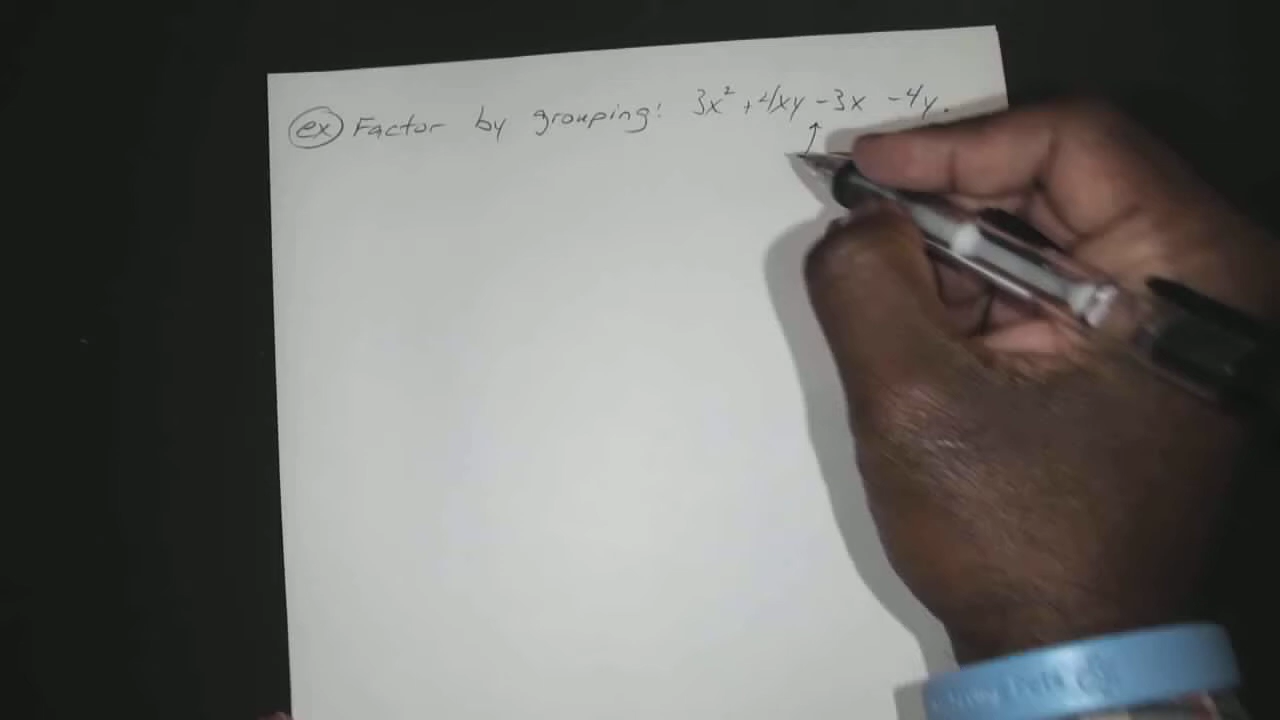 ex Factor by grouping: 3x² + 4xy - 3x - 4y.